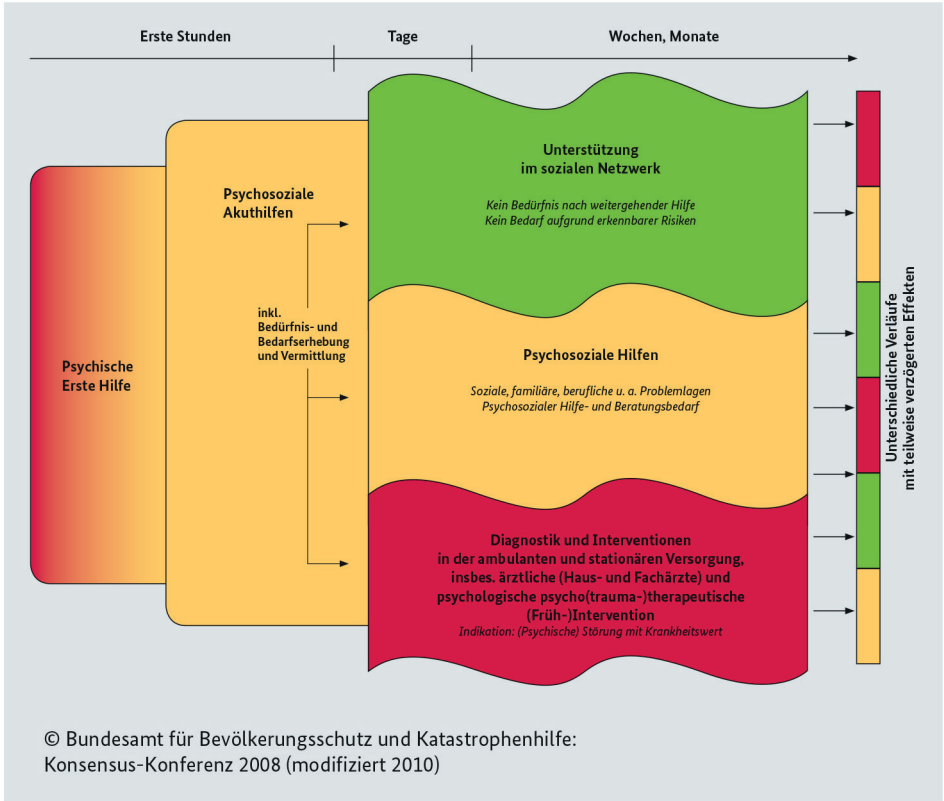 Erste Stunden
Tage
Wochen, Monate
Unterstützung
im sozialen Netzwerk
Kein Bedürfnis nach weitergehender Hilfe
Kein Bedarf aufgrund erkennbarer Risiken
Psychosoziale
Akuthilfen
inkl.
Bedürfnis- und
Bedarfserhebung
und Vermittlung
Psychische
Erste Hilfe
Psychosoziale Hilfen
Soziale, familiäre, berufliche u. a. Problemlagen
Psychosozialer Hilfe- und Beratungsbedarf
Diagnostik und Interventionen
in der ambulanten und stationären Versorgung,
insbes. ärztliche (Haus- und Fachärzte) und
psychologische psycho(trauma-)therapeutische
(Früh-)Intervention
Indikation: (Psychische) Störung mit Krankheitswert
Unterschiedliche Verläufe
mit teilweise verzögerten Effekten
© Bundesamt für Bevölkerungsschutz und Katastrophenhilfe:
Konsensus-Konferenz 2008 (modifiziert 2010)